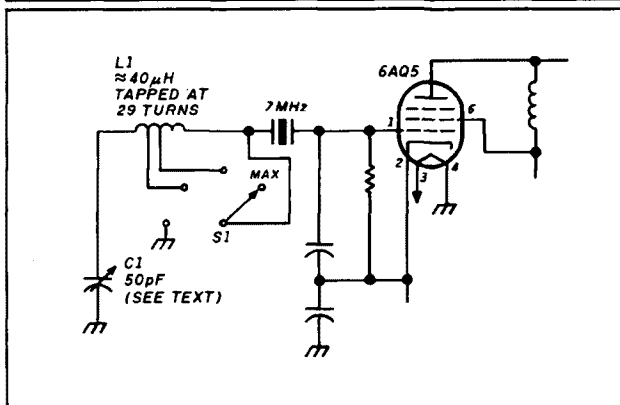 L1
≈40μH
TAPPED AT
29 TURNS
7MHz
6AQ5
1
6
2
3
4
MAX
S1
C1
50pF
(SEE TEXT)